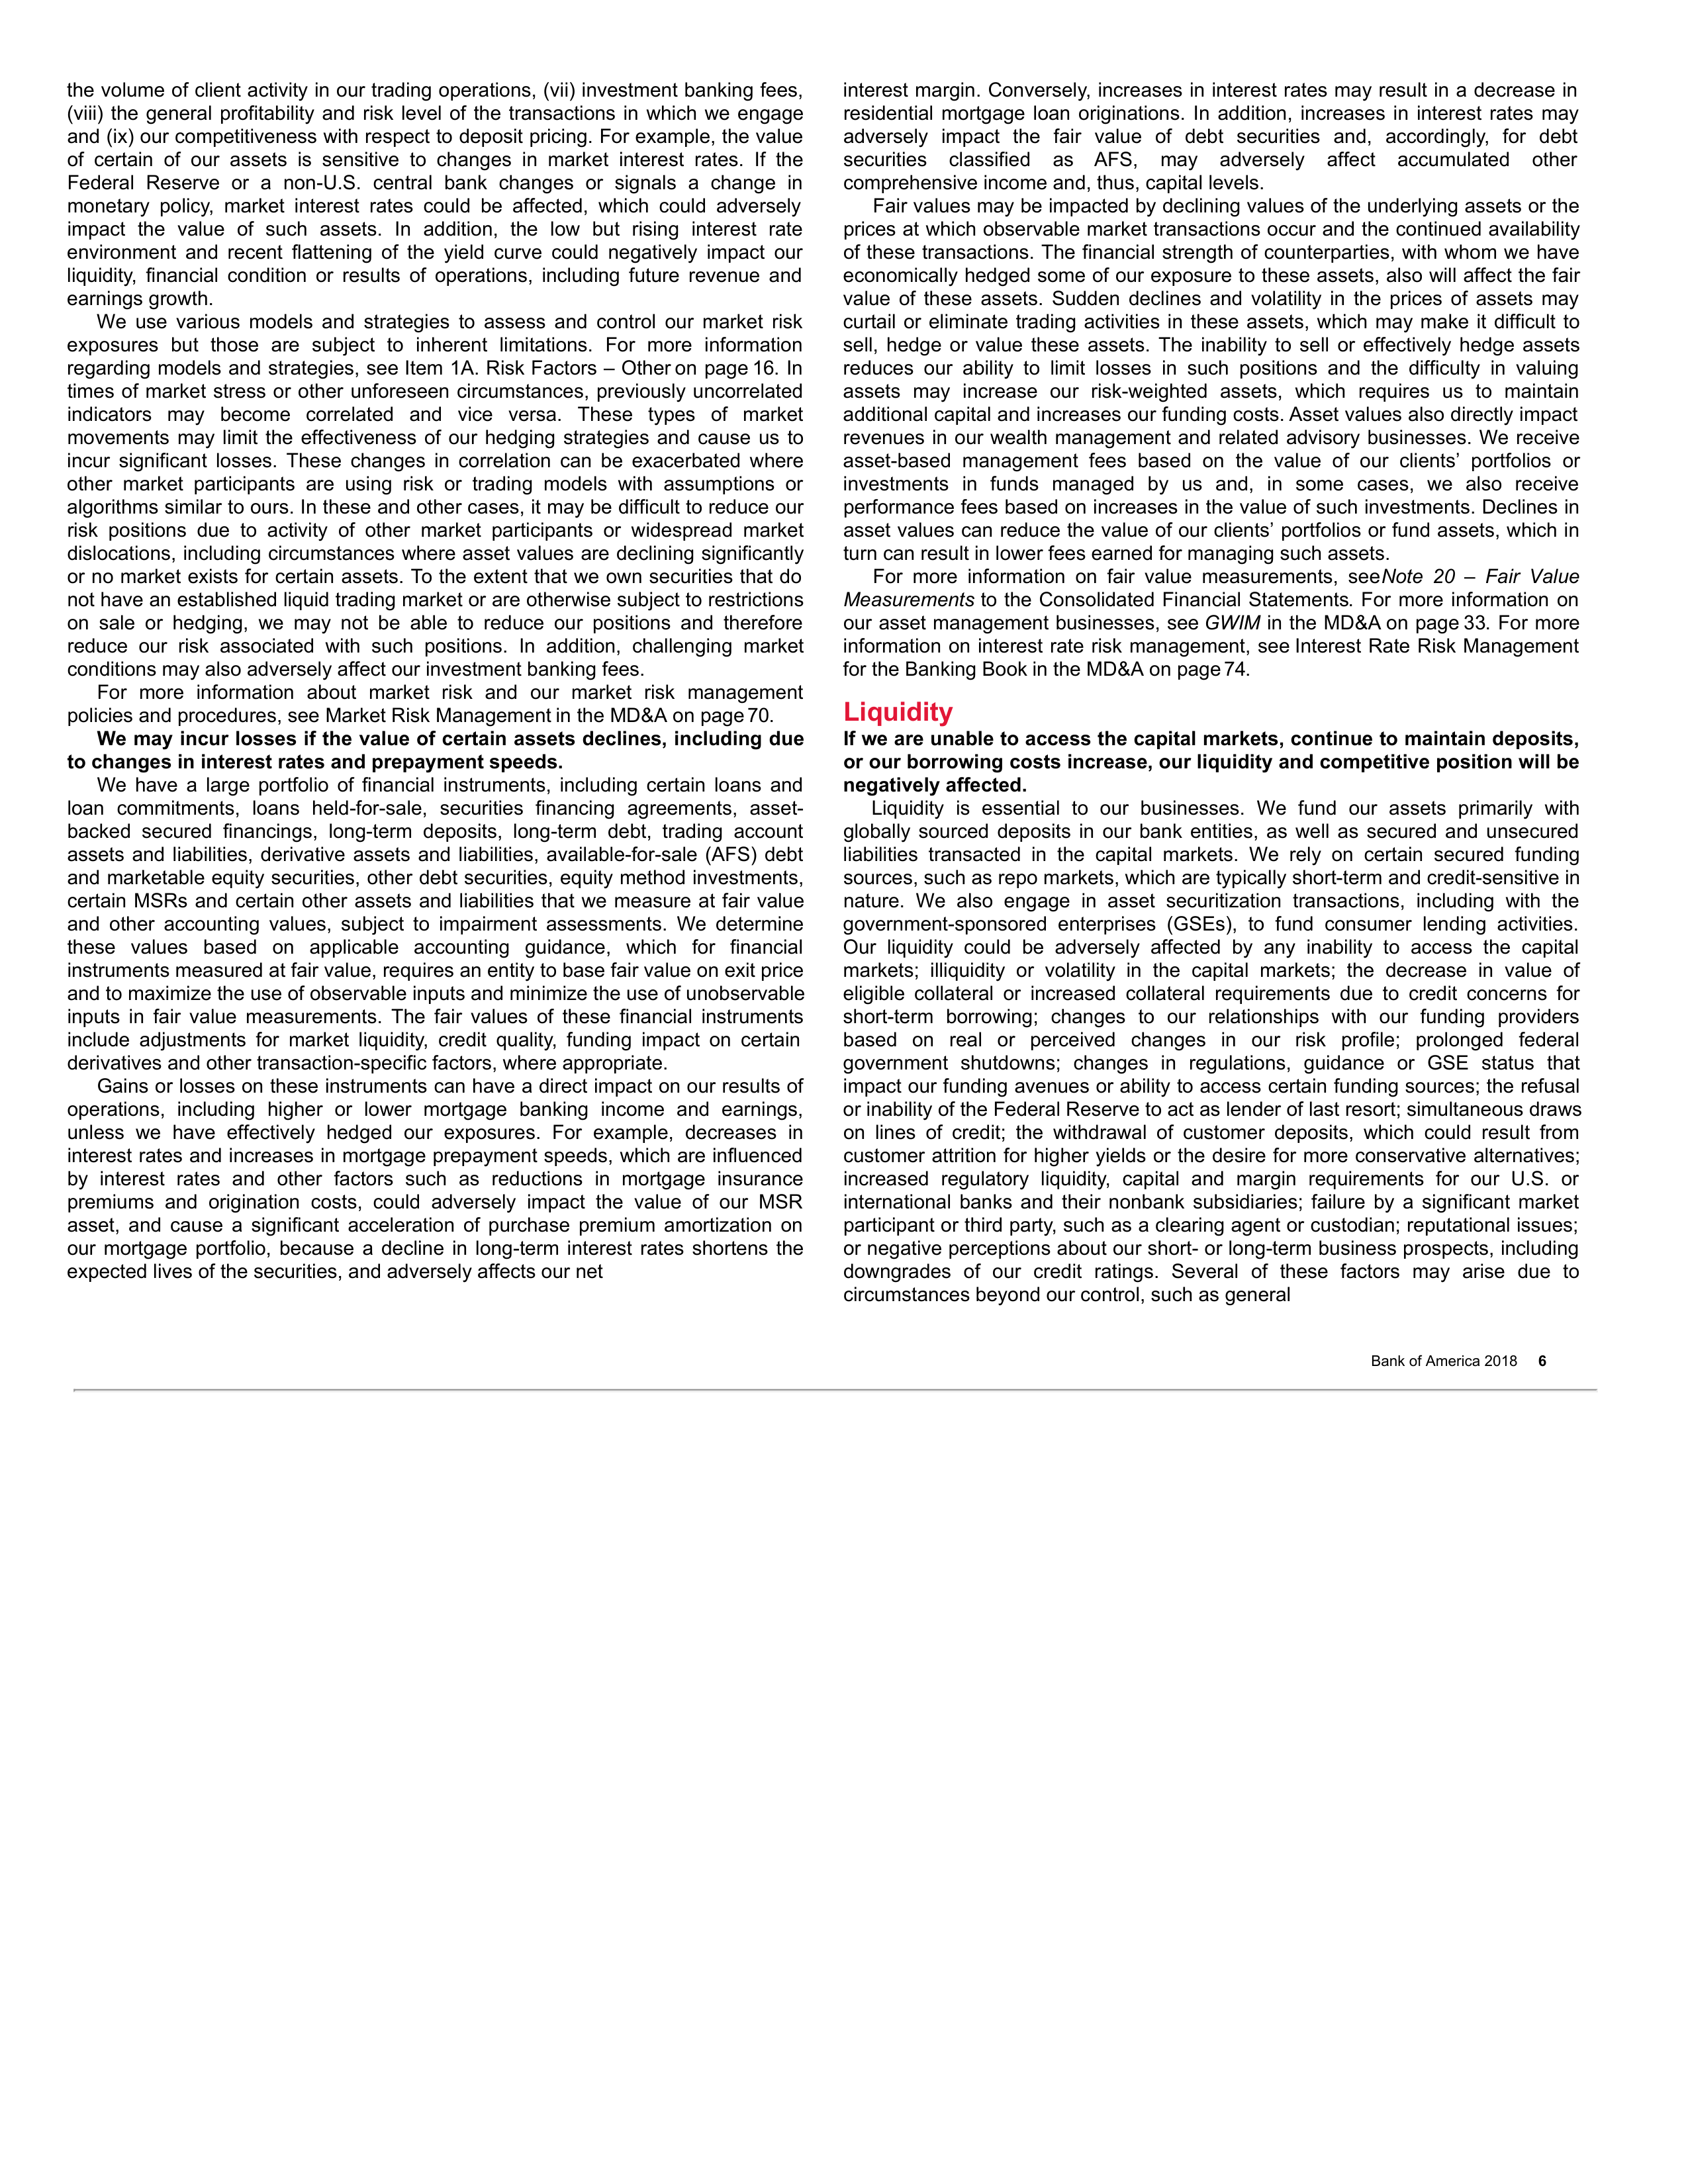 the volume of client activity in our trading operations, (vii) investment banking fees,
(viii) the general profitability and risk level of the transactions in which we engage
and (ix) our competitiveness with respect to deposit pricing. For example, the value
of certain of our assets is sensitive to changes in market interest rates. If the
Federal Reserve or a non-U.S. central bank changes or signals a change in
monetary policy, market interest rates could be affected, which could adversely
impact the value of such assets. In addition, the low but rising interest rate
environment and recent flattening of the yield curve could negatively impact our
liquidity, financial condition or results of operations, including future revenue and
earnings growth.
We use various models and strategies to assess and control our market risk
exposures but those are subject to inherent limitations. For more information
regarding models and strategies, see Item 1A. Risk Factors – Other on page 16. In
times of market stress or other unforeseen circumstances, previously uncorrelated
indicators may become correlated and vice versa. These types of market
movements may limit the effectiveness of our hedging strategies and cause us to
incur significant losses. These changes in correlation can be exacerbated where
other market participants are using risk or trading models with assumptions or
algorithms similar to ours. In these and other cases, it may be difficult to reduce our
risk positions due to activity of other market participants or widespread market
dislocations, including circumstances where asset values are declining significantly
or no market exists for certain assets. To the extent that we own securities that do
not have an established liquid trading market or are otherwise subject to restrictions
on sale or hedging, we may not be able to reduce our positions and therefore
reduce our risk associated with such positions. In addition, challenging market
conditions may also adversely affect our investment banking fees.
For more information about market risk and our market risk management
policies and procedures, see Market Risk Management in the MD&A on page 70.
We may incur losses if the value of certain assets declines, including due
to changes in interest rates and prepayment speeds.
We have a large portfolio of financial instruments, including certain loans and
loan commitments, loans held-for-sale, securities financing agreements, asset-
backed secured financings, long-term deposits, long-term debt, trading account
assets and liabilities, derivative assets and liabilities, available-for-sale (AFS) debt
and marketable equity securities, other debt securities, equity method investments,
certain MSRs and certain other assets and liabilities that we measure at fair value
and other accounting values, subject to impairment assessments. We determine
these values based on applicable accounting guidance, which for financial
instruments measured at fair value, requires an entity to base fair value on exit price
and to maximize the use of observable inputs and minimize the use of unobservable
inputs in fair value measurements. The fair values of these financial instruments
include adjustments for market liquidity, credit quality, funding impact on certain
derivatives and other transaction-specific factors, where appropriate.
Gains or losses on these instruments can have a direct impact on our results of
operations, including higher or lower mortgage banking income and earnings,
unless we have effectively hedged our exposures. For example, decreases in
interest rates and increases in mortgage prepayment speeds, which are influenced
by interest rates and other factors such as reductions in mortgage insurance
premiums and origination costs, could adversely impact the value of our MSR
asset, and cause a significant acceleration of purchase premium amortization on
our mortgage portfolio, because a decline in long-term interest rates shortens the
expected lives of the securities, and adversely affects our net
interest margin. Conversely, increases in interest rates may result in a decrease in
residential mortgage loan originations. In addition, increases in interest rates may
adversely impact the fair value of debt securities and, accordingly, for debt
securities classified as AFS, may adversely affect accumulated other
comprehensive income and, thus, capital levels.
Fair values may be impacted by declining values of the underlying assets or the
prices at which observable market transactions occur and the continued availability
of these transactions. The financial strength of counterparties, with whom we have
economically hedged some of our exposure to these assets, also will affect the fair
value of these assets. Sudden declines and volatility in the prices of assets may
curtail or eliminate trading activities in these assets, which may make it difficult to
sell, hedge or value these assets. The inability to sell or effectively hedge assets
reduces our ability to limit losses in such positions and the difficulty in valuing
assets may increase our risk-weighted assets, which requires us to maintain
additional capital and increases our funding costs. Asset values also directly impact
revenues in our wealth management and related advisory businesses. We receive
asset-based management fees based on the value of our clients’ portfolios or
investments in funds managed by us and, in some cases, we also receive
performance fees based on increases in the value of such investments. Declines in
asset values can reduce the value of our clients’ portfolios or fund assets, which in
turn can result in lower fees earned for managing such assets.
For more information on fair value measurements, seeNote 20 – Fair Value
Measurements to the Consolidated Financial Statements. For more information on
our asset management businesses, see GWIM in the MD&A on page 33. For more
information on interest rate risk management, see Interest Rate Risk Management
for the Banking Book in the MD&A on page 74.
Liquidity
If we are unable to access the capital markets, continue to maintain deposits,
or our borrowing costs increase, our liquidity and competitive position will be
negatively affected.
Liquidity is essential to our businesses. We fund our assets primarily with
globally sourced deposits in our bank entities, as well as secured and unsecured
liabilities transacted in the capital markets. We rely on certain secured funding
sources, such as repo markets, which are typically short-term and credit-sensitive in
nature. We also engage in asset securitization transactions, including with the
government-sponsored enterprises (GSEs), to fund consumer lending activities.
Our liquidity could be adversely affected by any inability to access the capital
markets; illiquidity or volatility in the capital markets; the decrease in value of
eligible collateral or increased collateral requirements due to credit concerns for
short-term borrowing; changes to our relationships with our funding providers
based on real or perceived changes in our risk profile; prolonged federal
government shutdowns; changes in regulations, guidance or GSE status that
impact our funding avenues or ability to access certain funding sources; the refusal
or inability of the Federal Reserve to act as lender of last resort; simultaneous draws
on lines of credit; the withdrawal of customer deposits, which could result from
customer attrition for higher yields or the desire for more conservative alternatives;
increased regulatory liquidity, capital and margin requirements for our U.S. or
international banks and their nonbank subsidiaries; failure by a significant market
participant or third party, such as a clearing agent or custodian; reputational issues;
or negative perceptions about our short- or long-term business prospects, including
downgrades of our credit ratings. Several of these factors may arise due to
circumstances beyond our control, such as general
Bank of America 2018 6